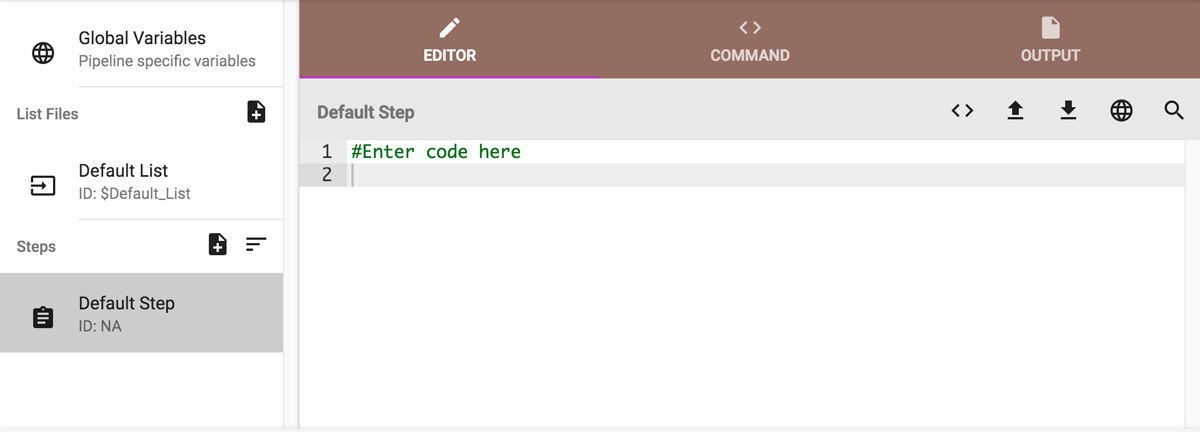 Global Variables
Pipeline specific variables
List Files
Default List
ID: $Default_List
Steps
Default Step
ID: NA
EDITOR
COMMAND
OUTPUT
Default Step
1 #Enter code here
2